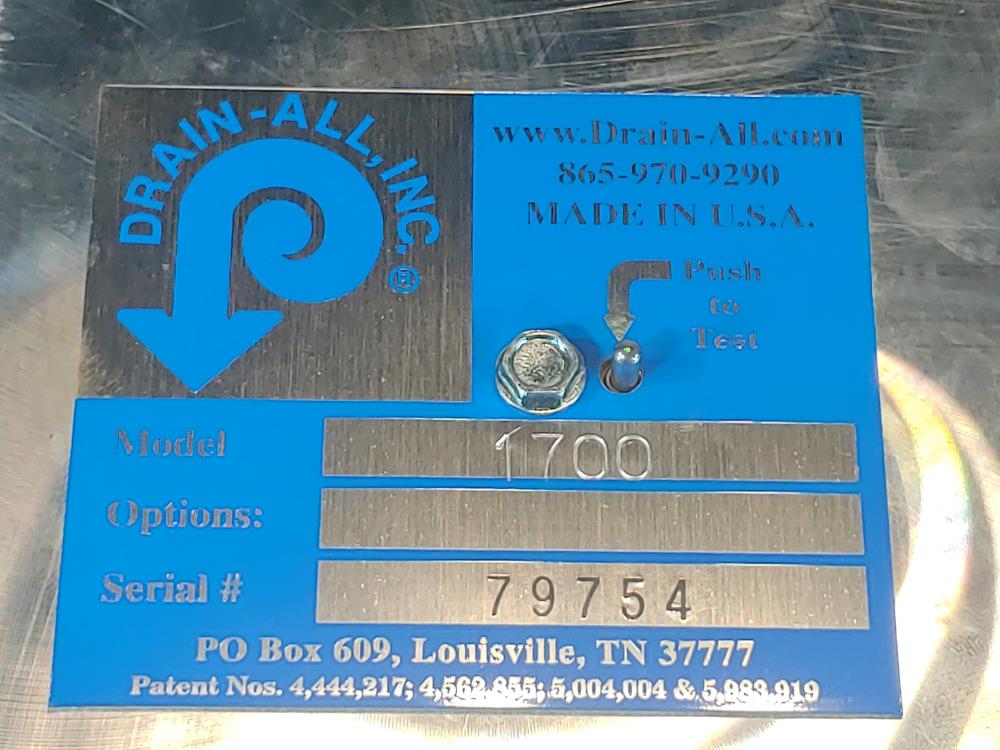 DRAIN-ALL, INC.®
www.Drain-All.com
865-970-9290
MADE IN U.S.A.
Push
to
Test
Model 1700
Options:
Serial # 79754
PO Box 609, Louisville, TN 37777
Patent Nos. 4,444,217; 4,562,855; 5,004,004 & 5,983,919